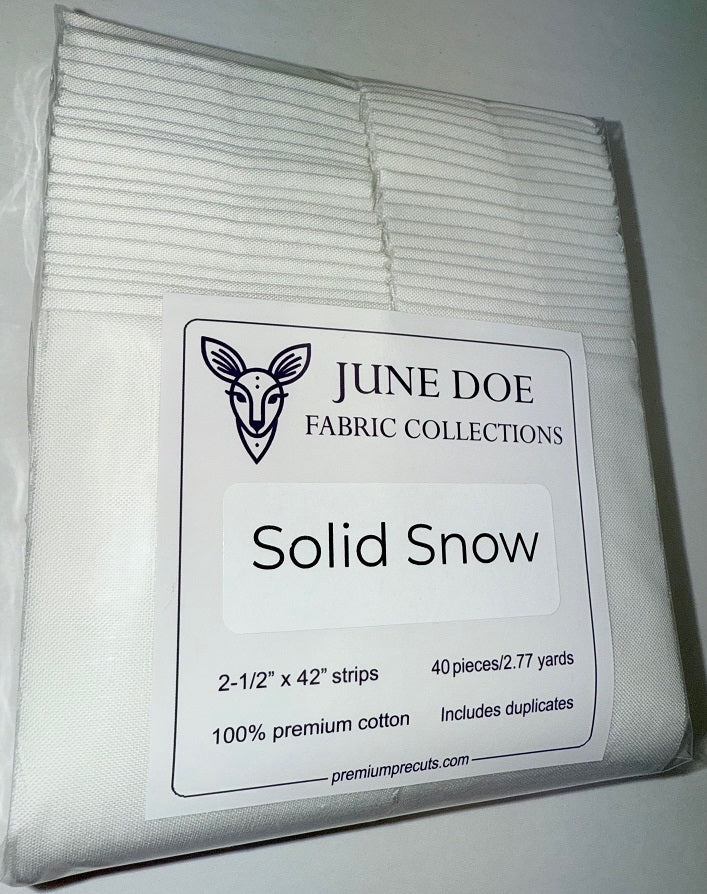 JUNE DOE
FABRIC COLLECTIONS
Solid Snow
2-1/2" x 42" strips
40 pieces/2.77 yards
100% premium cotton
Includes duplicates
premiumprecuts.com